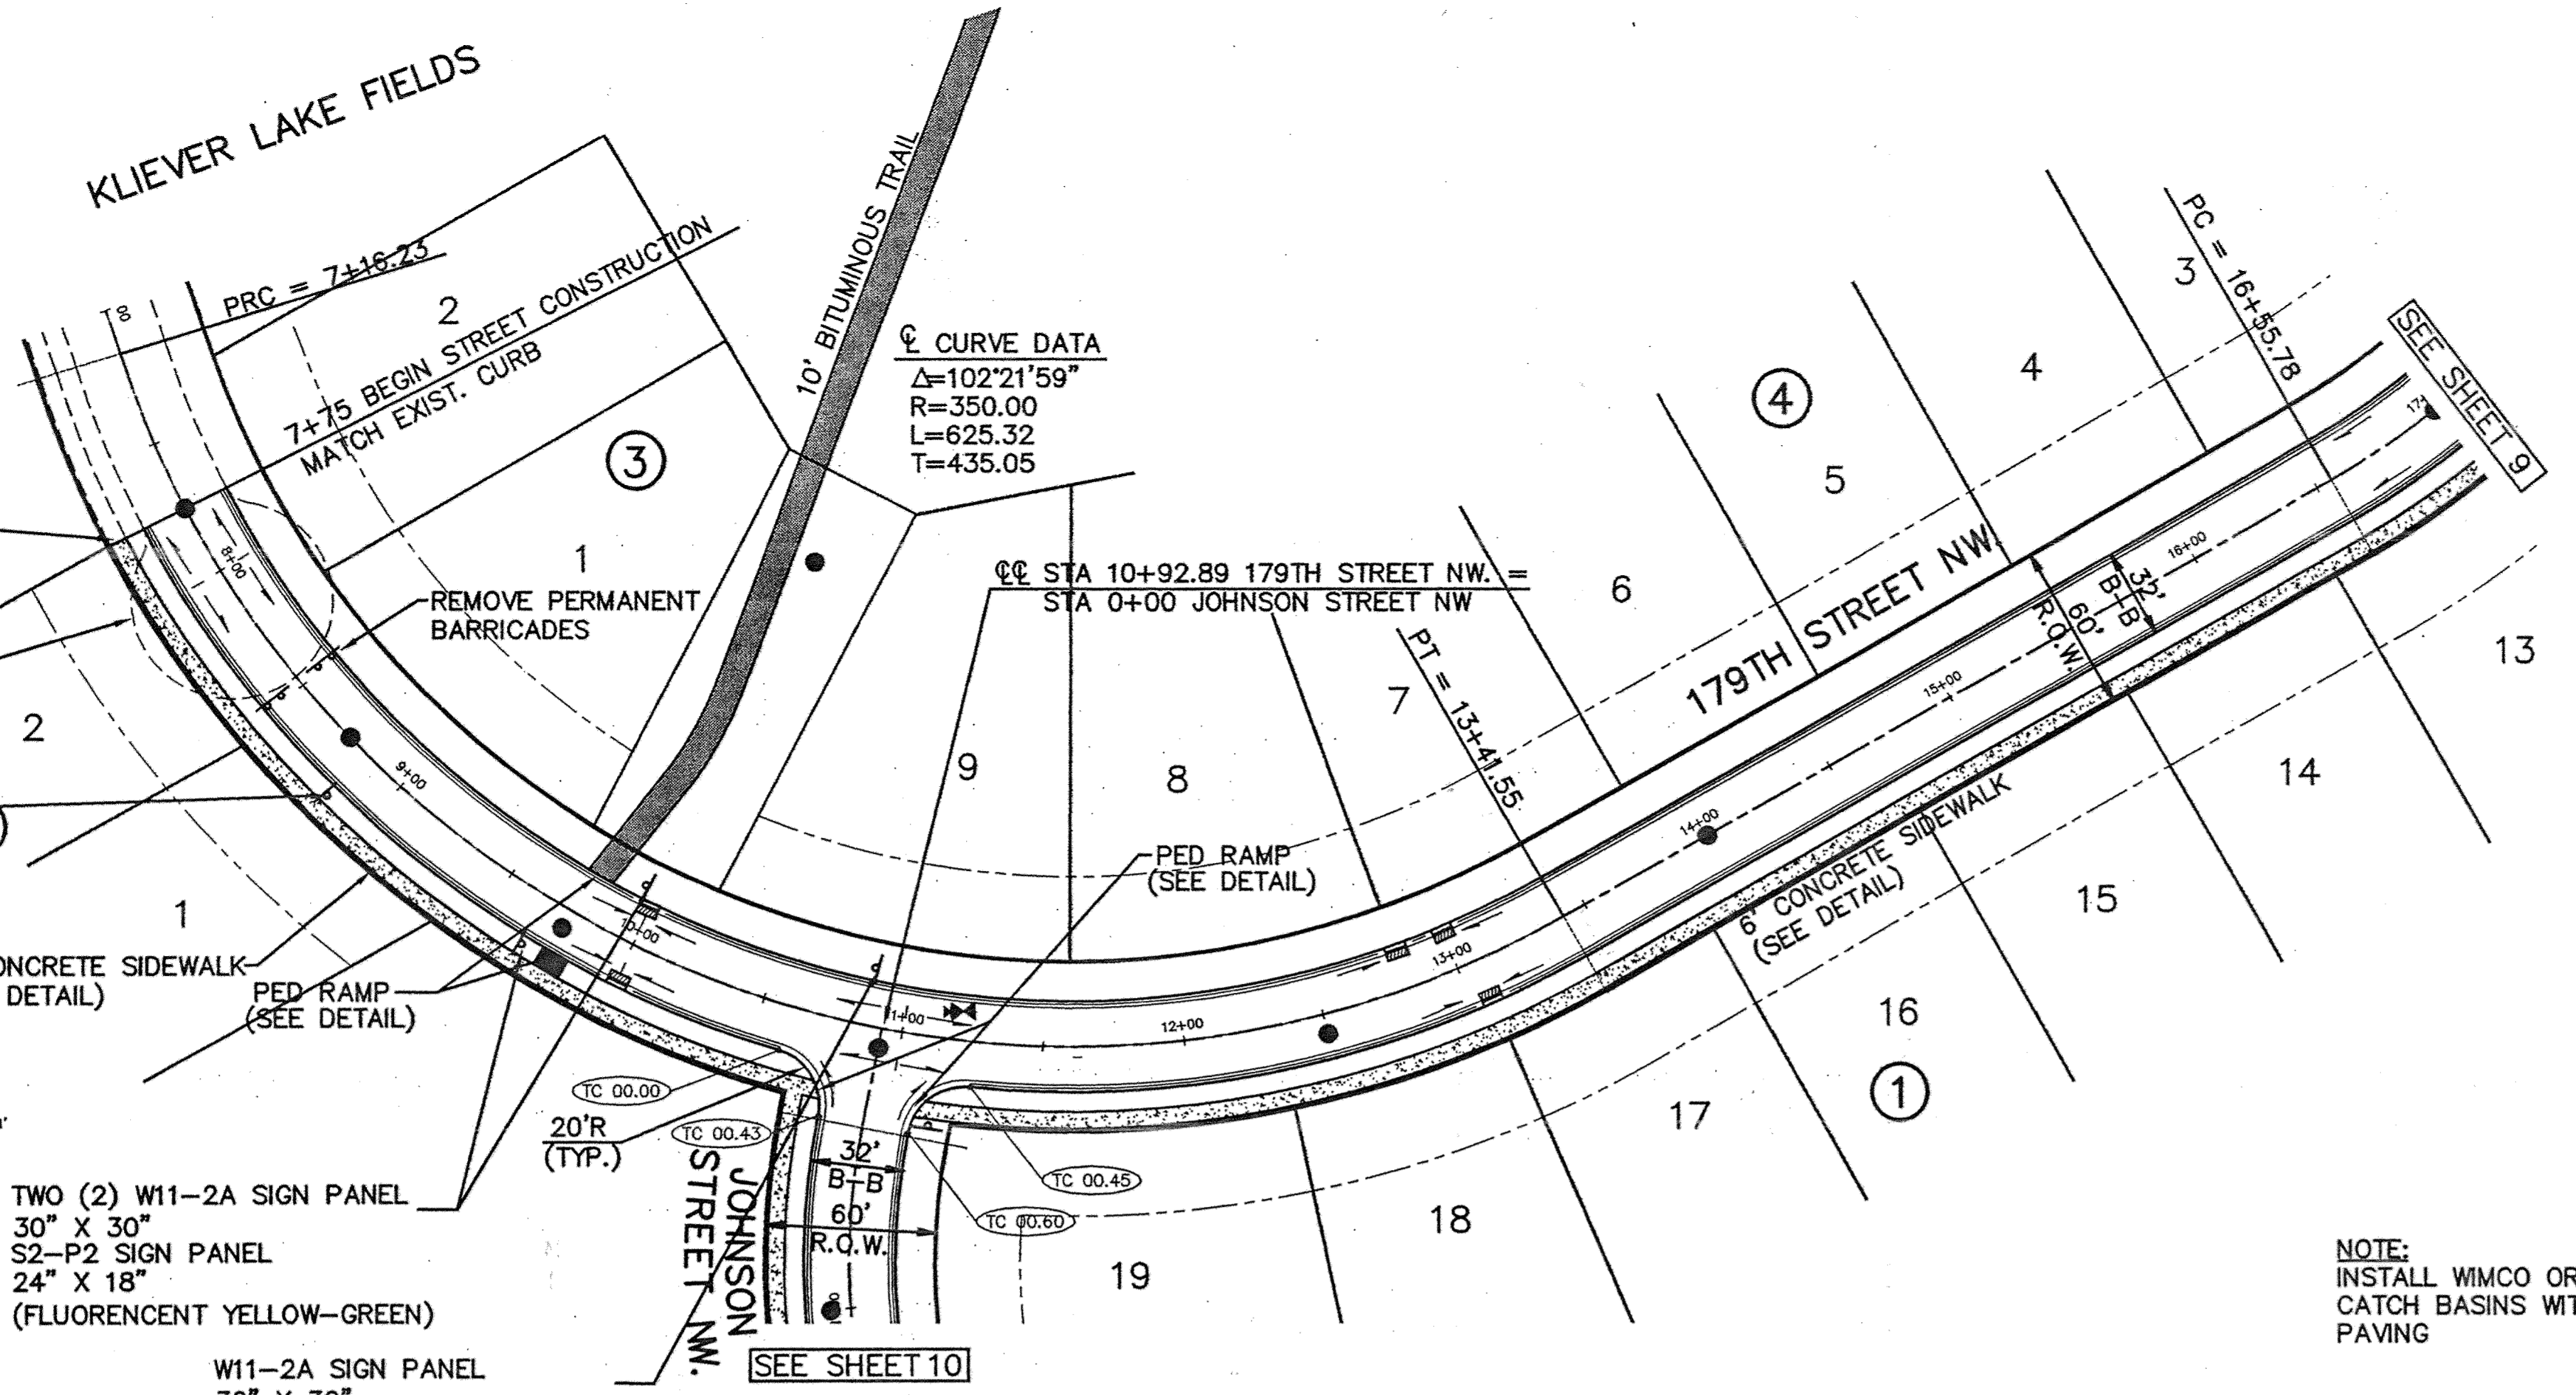 KLIEVER LAKE FIELDS
PRC = 7+16.23
7+75 BEGIN STREET CONSTRUCTION
MATCH EXIST. CURB
2
3
1
10' BITUMINOUS TRAIL
℄ CURVE DATA
Δ=102°21'59"
R=350.00
L=625.32
T=435.05
REMOVE PERMANENT
BARRICADES
℄℄ STA 10+92.89 179TH STREET NW. =
STA 0+00 JOHNSON STREET NW
3
PC = 16+55.78
SEE SHEET 9
4
4
5
6
7
8
9
PT = 13+41.55
179TH STREET NW.
32'
B-B
60'
R.O.W.
8+00
9+00
10+00
11+00
12+00
13+00
14+00
15+00
16+00
2
1
ONCRETE SIDEWALK
DETAIL)
PED RAMP
(SEE DETAIL)
PED RAMP
(SEE DETAIL)
6' CONCRETE SIDEWALK
(SEE DETAIL)
13
14
15
16
1
17
18
19
TC 00.00
TC 00.43
TC 00.45
TC 00.60
20'R
(TYP.)
32'
B-B
60'
R.O.W.
JOHNSON
STREET NW.
TWO (2) W11-2A SIGN PANEL
30" X 30"
S2-P2 SIGN PANEL
24" X 18"
(FLUORENCENT YELLOW-GREEN)
W11-2A SIGN PANEL
SEE SHEET 10
NOTE:
INSTALL WIMCO OR
CATCH BASINS WIT
PAVING